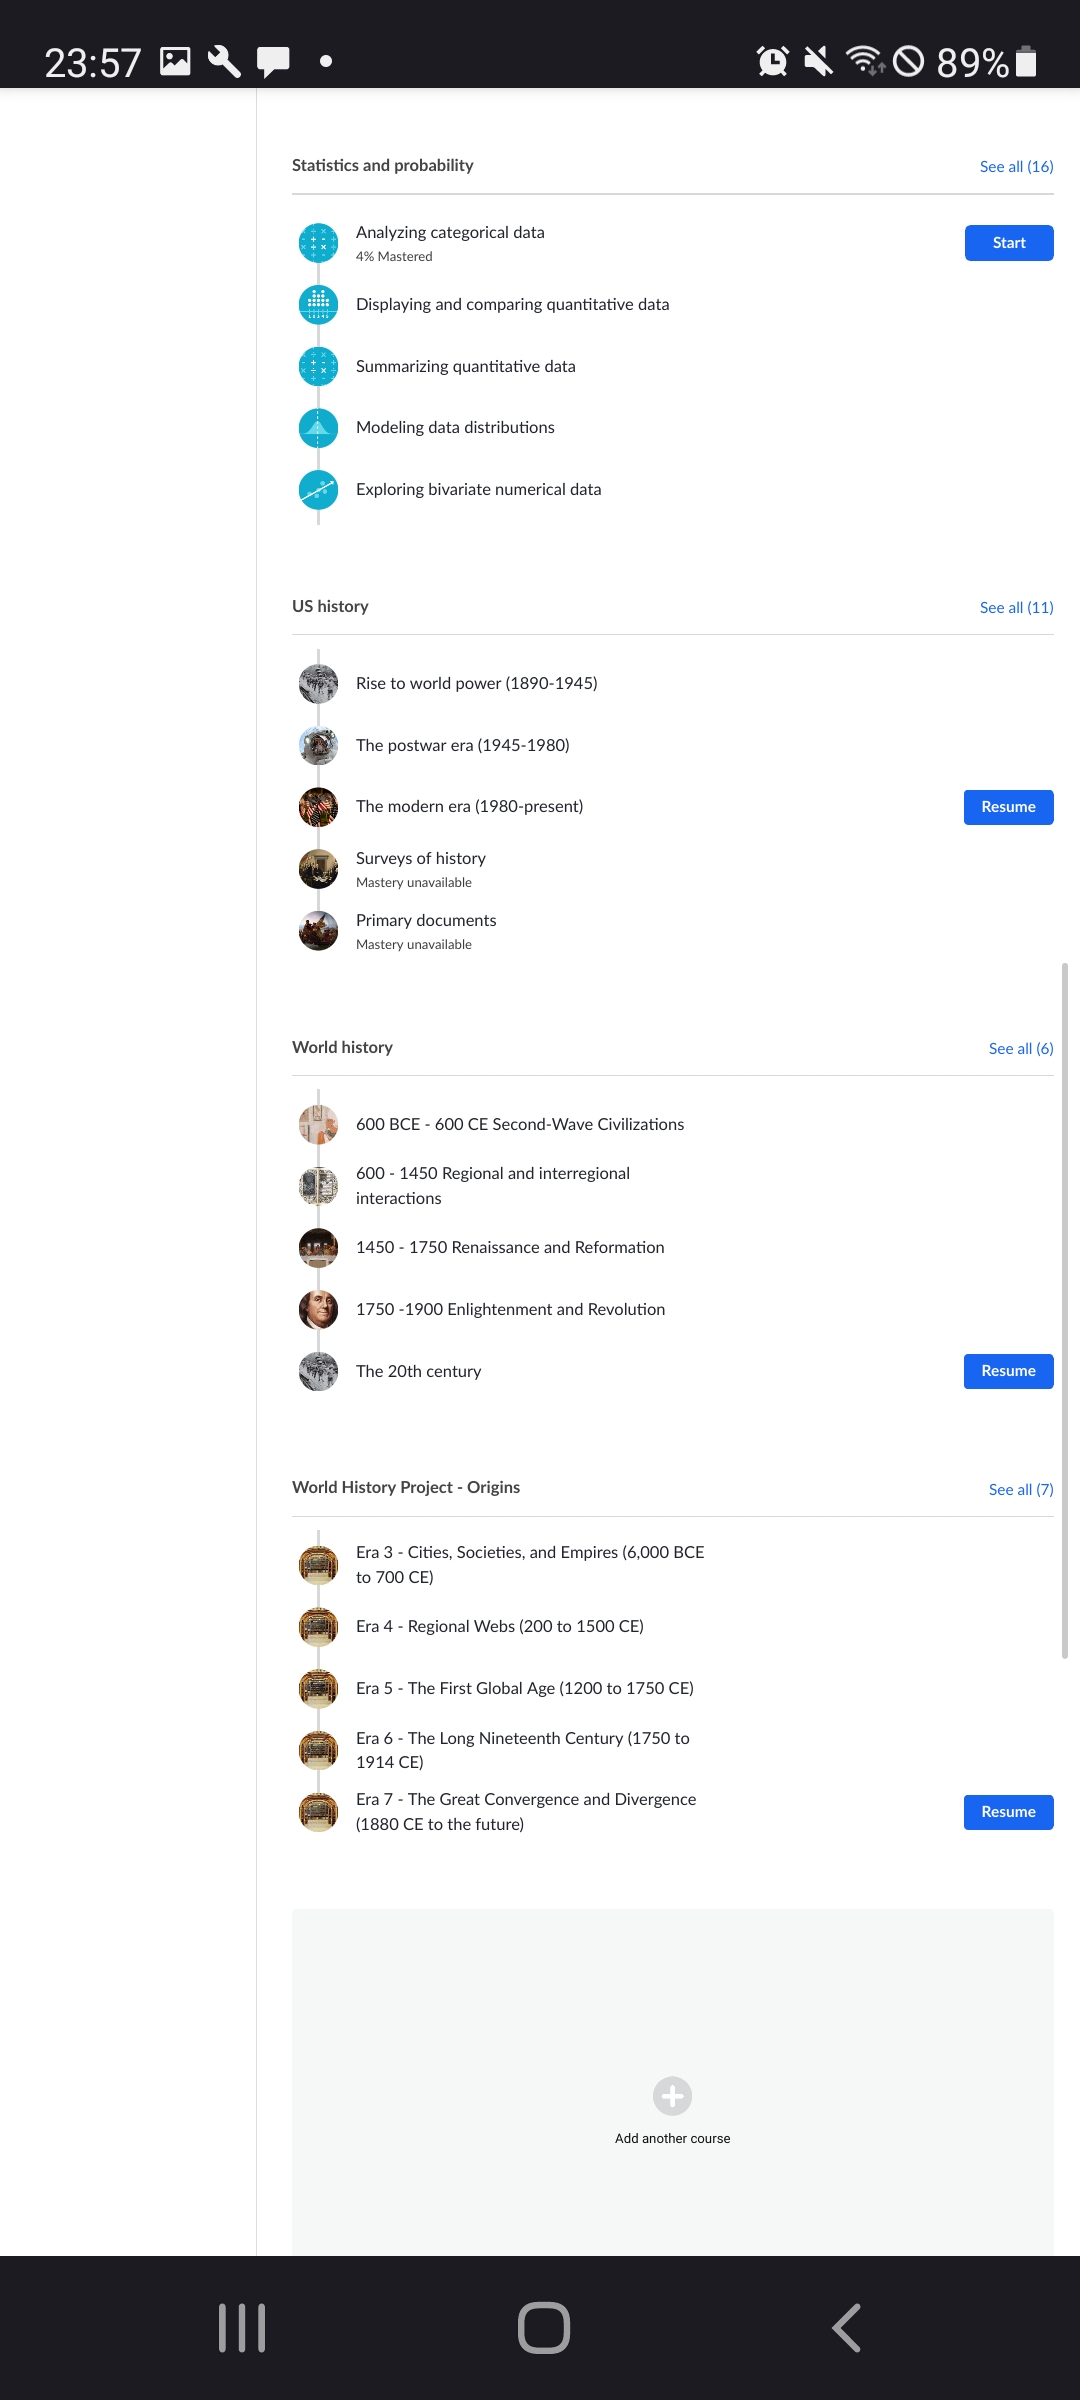 23:57
89%
Statistics and probability
See all (16)
Analyzing categorical data
Start
4% Mastered
Displaying and comparing quantitative data
Summarizing quantitative data
Modeling data distributions
Exploring bivariate numerical data
US history
See all (11)
Rise to world power (1890-1945)
The postwar era (1945-1980)
The modern era (1980-present)
Resume
Surveys of history
Mastery unavailable
Primary documents
Mastery unavailable
World history
See all (6)
600 BCE - 600 CE Second-Wave Civilizations
600 - 1450 Regional and interregional
interactions
1450 - 1750 Renaissance and Reformation
1750 -1900 Enlightenment and Revolution
The 20th century
Resume
World History Project - Origins
See all (7)
Era 3 - Cities, Societies, and Empires (6,000 BCE
to 700 CE)
Era 4 - Regional Webs (200 to 1500 CE)
Era 5 - The First Global Age (1200 to 1750 CE)
Era 6 - The Long Nineteenth Century (1750 to
1914 CE)
Era 7 - The Great Convergence and Divergence
(1880 CE to the future)
Resume
Add another course